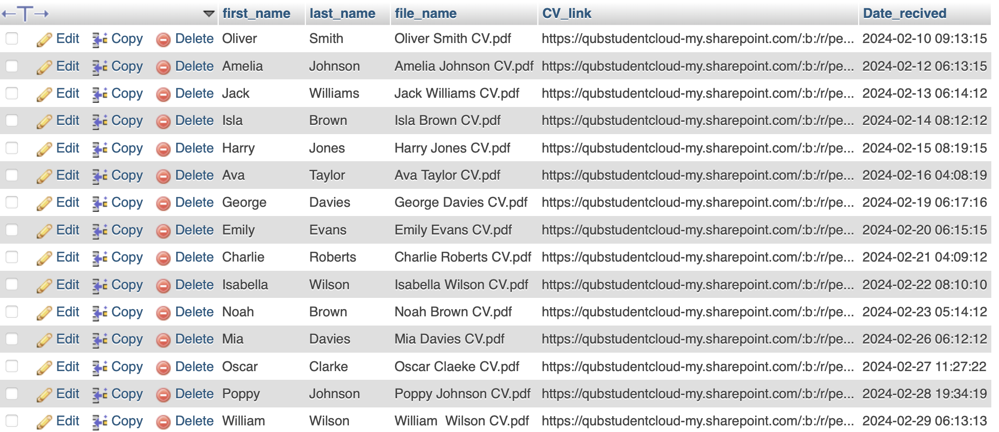 first_name last_name file_name CV_link Date_recived
Edit Copy Delete Oliver Smith Oliver Smith CV.pdf https://qubstudentcloud-my.sharepoint.com/:b:/r/pe... 2024-02-10 09:13:15
Edit Copy Delete Amelia Johnson Amelia Johnson CV.pdf https://qubstudentcloud-my.sharepoint.com/:b:/r/pe... 2024-02-12 06:13:15
Edit Copy Delete Jack Williams Jack Williams CV.pdf https://qubstudentcloud-my.sharepoint.com/:b:/r/pe... 2024-02-13 06:14:12
Edit Copy Delete Isla Brown Isla Brown CV.pdf https://qubstudentcloud-my.sharepoint.com/:b:/r/pe... 2024-02-14 08:12:12
Edit Copy Delete Harry Jones Harry Jones CV.pdf https://qubstudentcloud-my.sharepoint.com/:b:/r/pe... 2024-02-15 08:19:15
Edit Copy Delete Ava Taylor Ava Taylor CV.pdf https://qubstudentcloud-my.sharepoint.com/:b:/r/pe... 2024-02-16 04:08:19
Edit Copy Delete George Davies George Davies CV.pdf https://qubstudentcloud-my.sharepoint.com/:b:/r/pe... 2024-02-19 06:17:16
Edit Copy Delete Emily Evans Emily Evans CV.pdf https://qubstudentcloud-my.sharepoint.com/:b:/r/pe... 2024-02-20 06:15:15
Edit Copy Delete Charlie Roberts Charlie Roberts CV.pdf https://qubstudentcloud-my.sharepoint.com/:b:/r/pe... 2024-02-21 04:09:12
Edit Copy Delete Isabella Wilson Isabella Wilson CV.pdf https://qubstudentcloud-my.sharepoint.com/:b:/r/pe... 2024-02-22 08:10:10
Edit Copy Delete Noah Brown Noah Brown CV.pdf https://qubstudentcloud-my.sharepoint.com/:b:/r/pe... 2024-02-23 05:14:12
Edit Copy Delete Mia Davies Mia Davies CV.pdf https://qubstudentcloud-my.sharepoint.com/:b:/r/pe... 2024-02-26 06:12:12
Edit Copy Delete Oscar Clarke Oscar Claeke CV.pdf https://qubstudentcloud-my.sharepoint.com/:b:/r/pe... 2024-02-27 11:27:22
Edit Copy Delete Poppy Johnson Poppy Johnson CV.pdf https://qubstudentcloud-my.sharepoint.com/:b:/r/pe... 2024-02-28 19:34:19
Edit Copy Delete William Wilson William  Wilson CV.pdf https://qubstudentcloud-my.sharepoint.com/:b:/r/pe... 2024-02-29 06:13:13